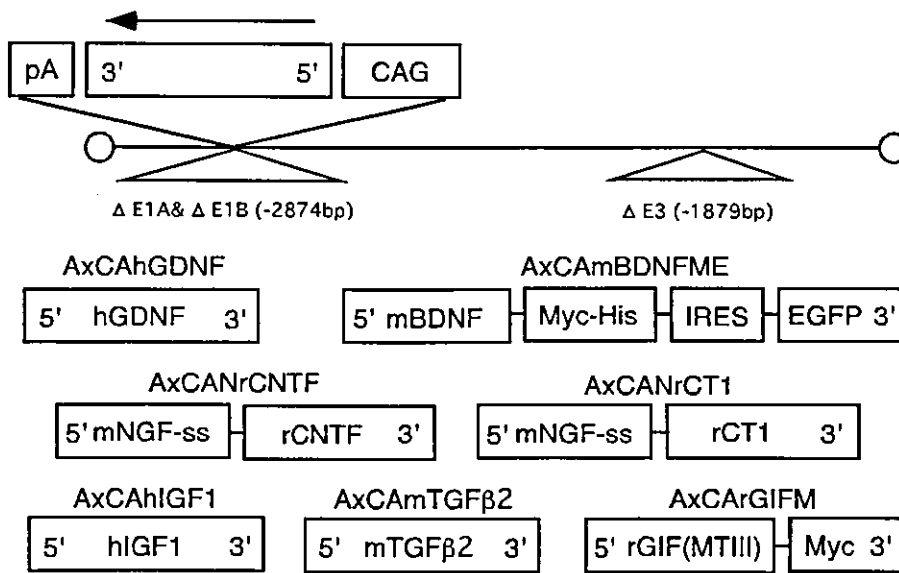 pA 3' 5' CAG
Δ E1A& Δ E1B (-2874bp) Δ E3 (-1879bp)
AxCAhGDNF AxCAmBDNFME
5' hGDNF 3' 5' mBDNF Myc-His IRES EGFP 3'
AxCANrCNTF AxCANrCT1
5' mNGF-ss rCNTF 3' 5' mNGF-ss rCT1 3'
AxCAhIGF1 AxCAmTGFβ2 AxCArGIFM
5' hIGF1 3' 5' mTGFβ2 3' 5' rGIF(MTIII) Myc 3'